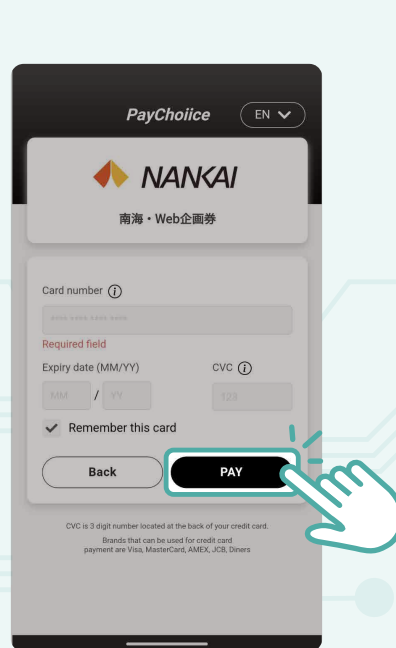 PayChoiice
EN
NANKAI
南海・Web企画券
Card number
Required field
Expiry date (MM/YY)
CVC
MM / YY
123
Remember this card
Back
PAY
CVC is 3 digit number located at the back of your credit card.
Brands that can be used for credit card
payment are Visa, MasterCard, AMEX, JCB, Diners